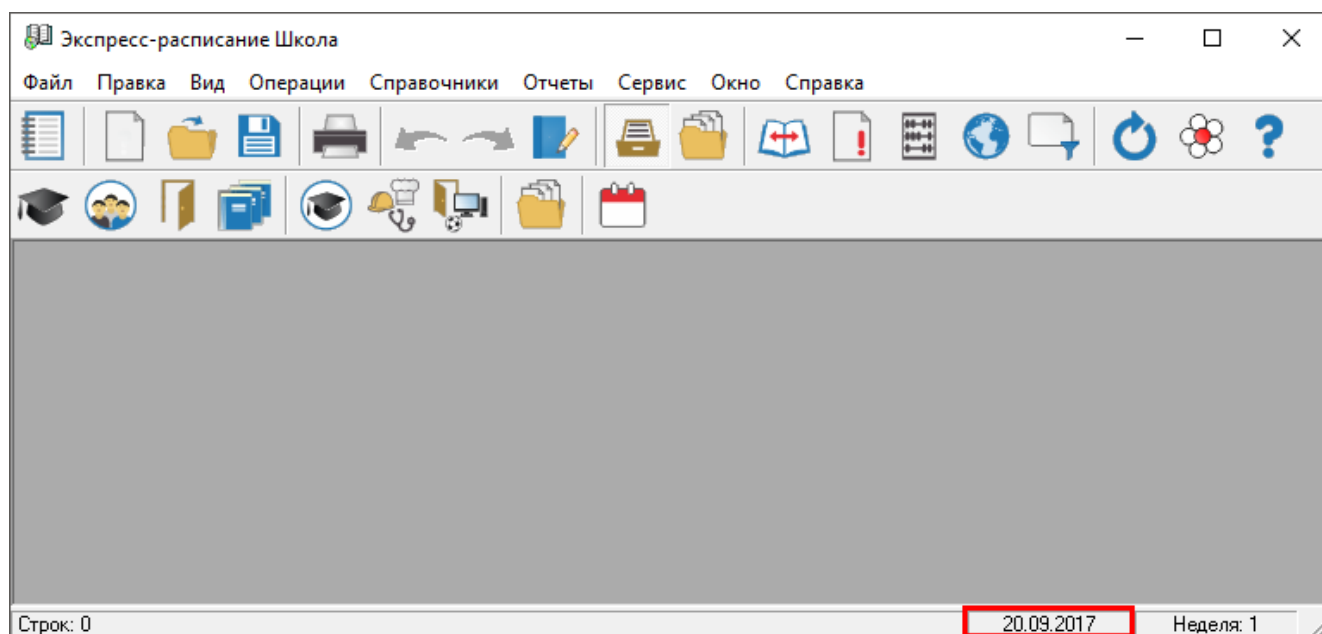 Экспресс-расписание Школа
Файл Правка Вид Операции Справочники Отчеты Сервис Окно Справка
Строк: 0 20.09.2017 Неделя: 1